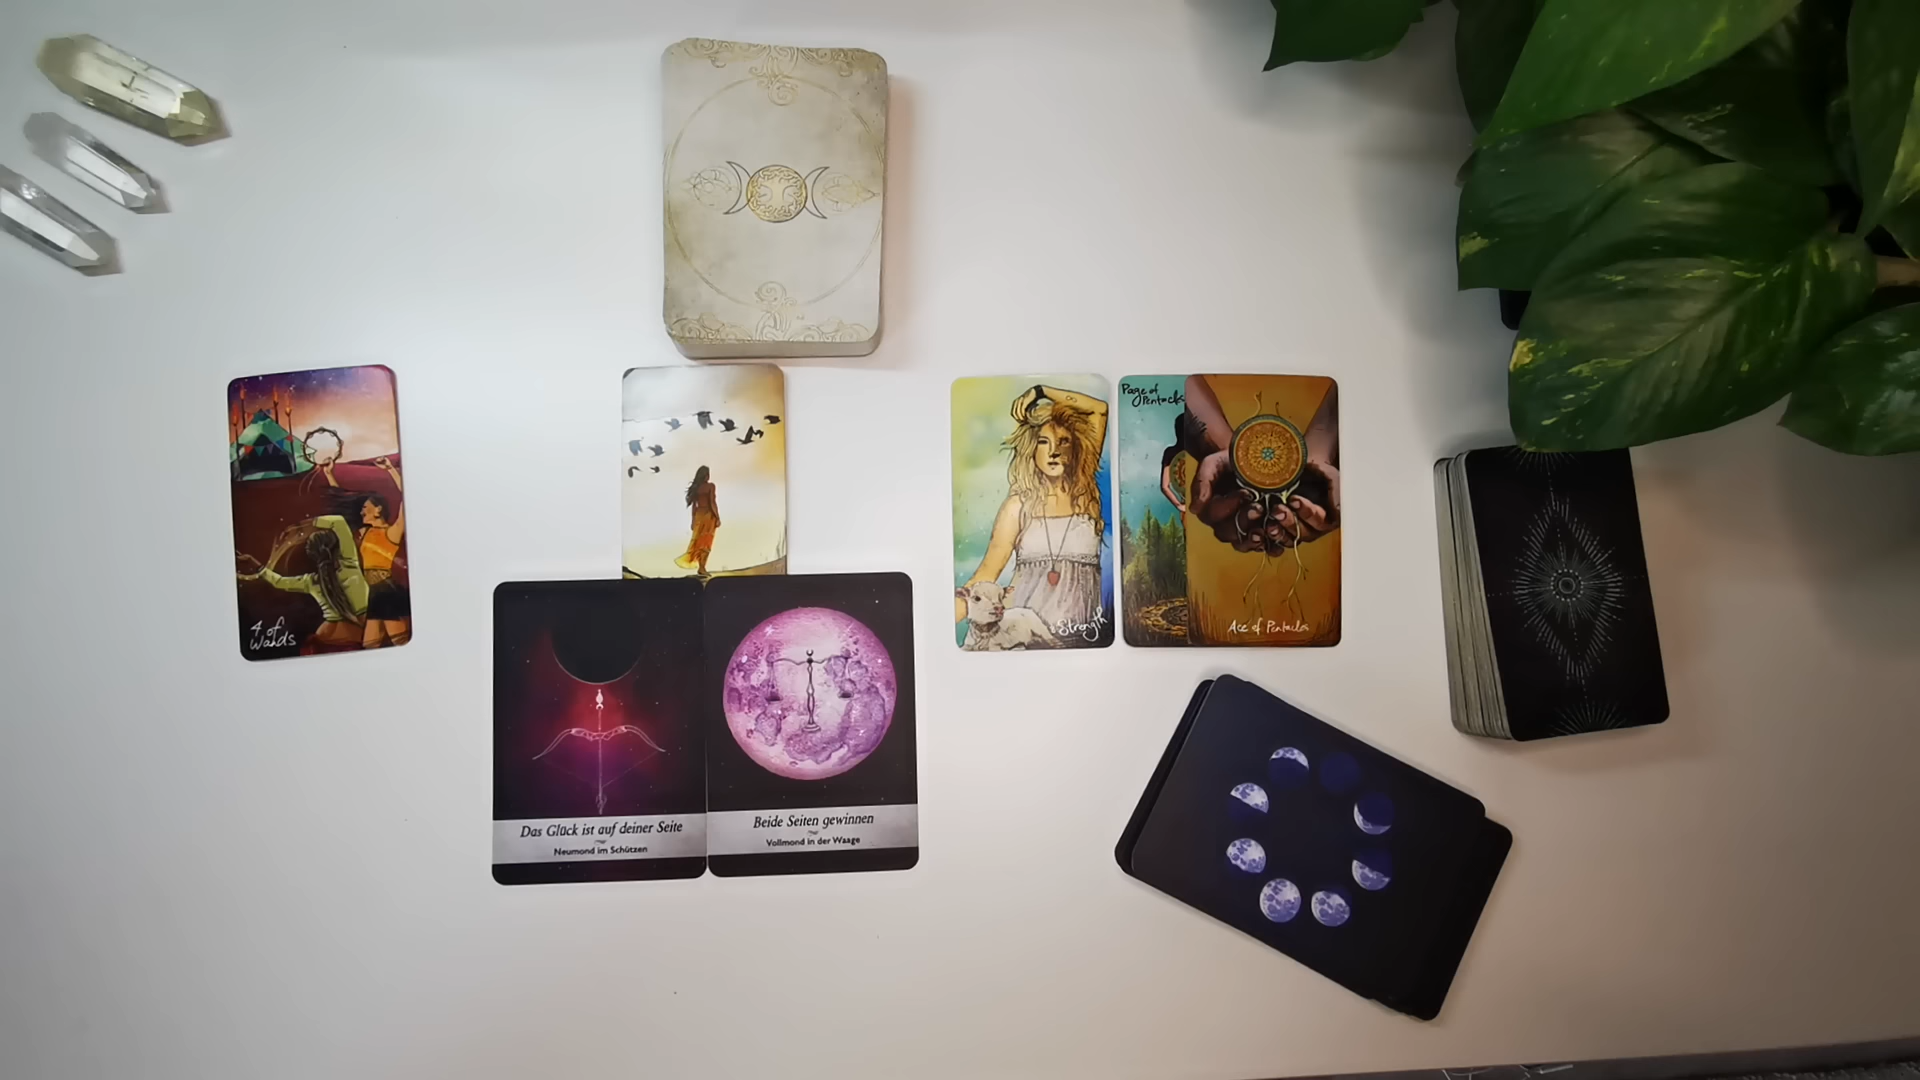 4 of
Wands
Strength
Page of
Pentacles
Ace of Pentacles
Das Glück ist auf deiner Seite
Neumond im Schützen
Beide Seiten gewinnen
Vollmond in der Waage